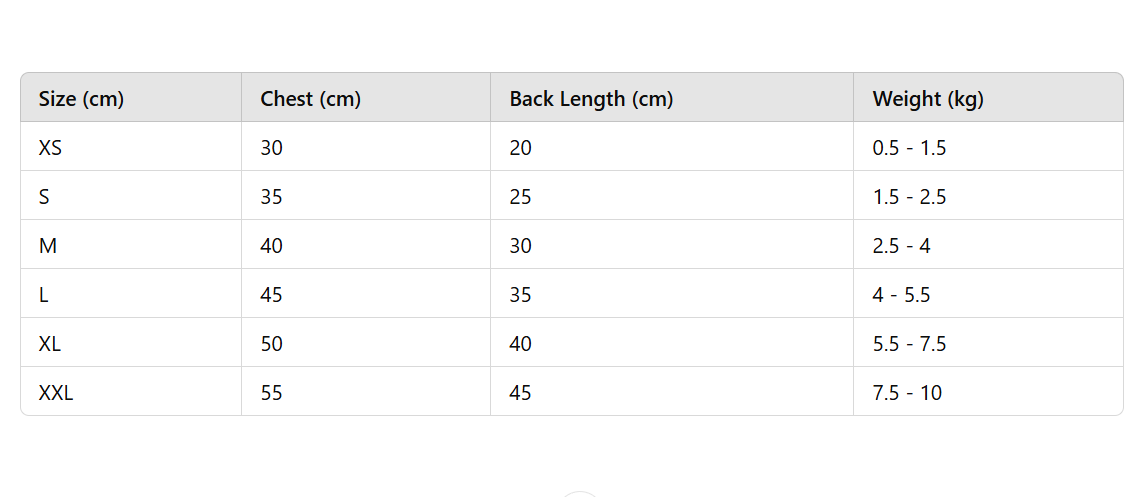 Size (cm) Chest (cm) Back Length (cm) Weight (kg)
XS 30 20 0.5 - 1.5
S 35 25 1.5 - 2.5
M 40 30 2.5 - 4
L 45 35 4 - 5.5
XL 50 40 5.5 - 7.5
XXL 55 45 7.5 - 10